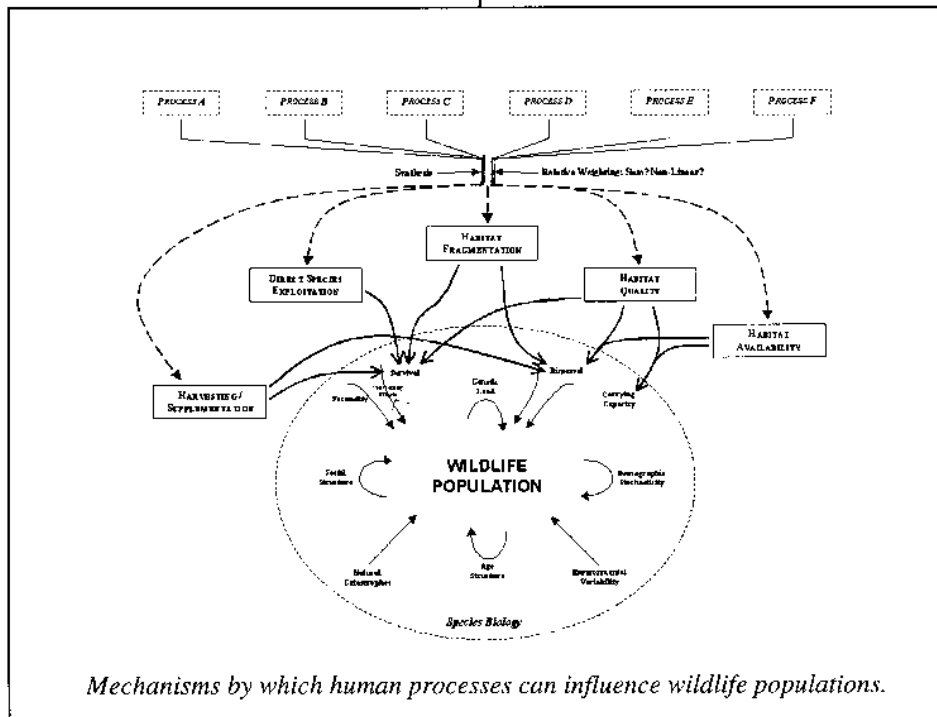 PROCESS A
PROCESS B
PROCESS C
PROCESS D
PROCESS E
PROCESS F
Synthesis
Relative Weighting: Sum? Non-Linear?
HABITAT
FRAGMENTATION
DIRECT SPECIES
EXPLOITATION
HABITAT
QUALITY
HABITAT
AVAILABILITY
HARVESTING/
SUPPLEMENTATION
Survival
Dispersal
Fecundity
Genetic
Load
Carrying
Capacity
Social
Structure
WILDLIFE
POPULATION
Demographic
Stochasticity
Natural
Catastrophes
Age
Structure
Environmental
Variability
Species Biology
Mechanisms by which human processes can influence wildlife populations.